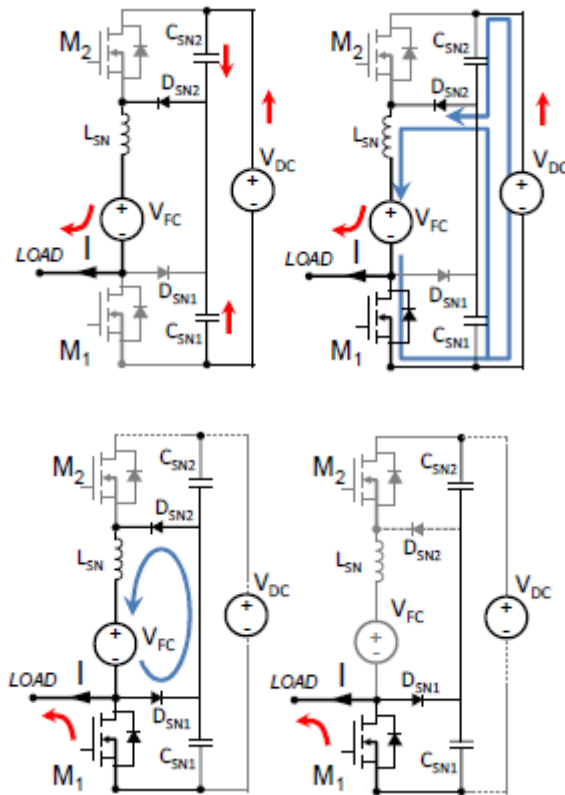 M2
CSN2
DSN2
LSN
VDC
VFC
I
LOAD
DSN1
CSN1
M1
M2
CSN2
DSN2
LSN
VDC
VFC
I
LOAD
DSN1
CSN1
M1
M2
CSN2
DSN2
LSN
VDC
VFC
I
LOAD
DSN1
CSN1
M1
M2
CSN2
DSN2
LSN
VDC
VFC
I
LOAD
DSN1
CSN1
M1